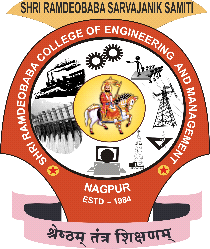 SHRI RAMDEOBABA SARVAJANIK SAMITI
SHRI RAMDEOBABA COLLEGE OF ENGINEERING AND MANAGEMENT
NAGPUR
ESTD - 1984
श्रेष्ठम् तंत्र शिक्षणम्